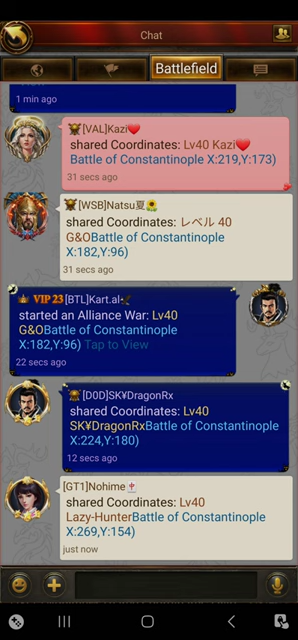 Chat
Battlefield
1 min ago
[VAL]Kazi❤️
shared Coordinates: Lv40 Kazi❤️
Battle of Constantinople X:219,Y:173)
31 secs ago
[WSB]Natsu夏🌻
shared Coordinates: レベル 40
G&OBattle of Constantinople
X:182,Y:96)
31 secs ago
VIP 23 [BTL]Kart.al🦅
started an Alliance War: Lv40
G&OBattle of Constantinople
X:182,Y:96) Tap to View
22 secs ago
[D0D]SK¥DragonRx
shared Coordinates: Lv40
SK¥DragonRxBattle of Constantinople
X:224,Y:180)
12 secs ago
[GT1]Nohime🀄
shared Coordinates: Lv40
Lazy-HunterBattle of Constantinople
X:269,Y:154)
just now